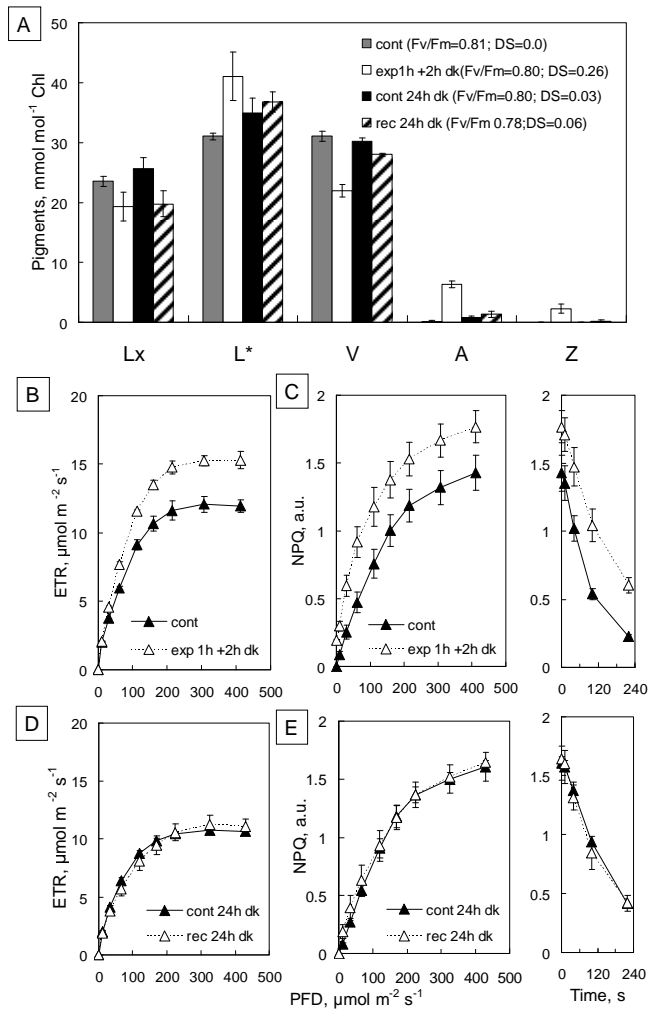 A
50
40
30
20
10
0
Pigments, mmol mol⁻¹ Chl
cont (Fv/Fm=0.81; DS=0.0)
exp1h +2h dk(Fv/Fm=0.80; DS=0.26)
cont 24h dk (Fv/Fm=0.80; DS=0.03)
rec 24h dk (Fv/Fm 0.78;DS=0.06)
Lx L* V A Z
B
20
15
10
5
0
ETR, µmol m⁻² s⁻¹
cont
exp 1h +2h dk
0 100 200 300 400 500
C
2
1.5
1
0.5
0
NPQ, a.u.
cont
exp 1h +2h dk
0 100 200 300 400 500
2
1.5
1
0.5
0
0 120 240
D
20
15
10
5
0
ETR, µmol m⁻² s⁻¹
cont 24h dk
rec 24h dk
0 100 200 300 400 500
E
2
1.5
1
0.5
0
NPQ, a.u.
cont 24h dk
rec 24h dk
0 100 200 300 400 500
2
1.5
1
0.5
0
0 120 240
PFD, µmol m⁻² s⁻¹
Time, s